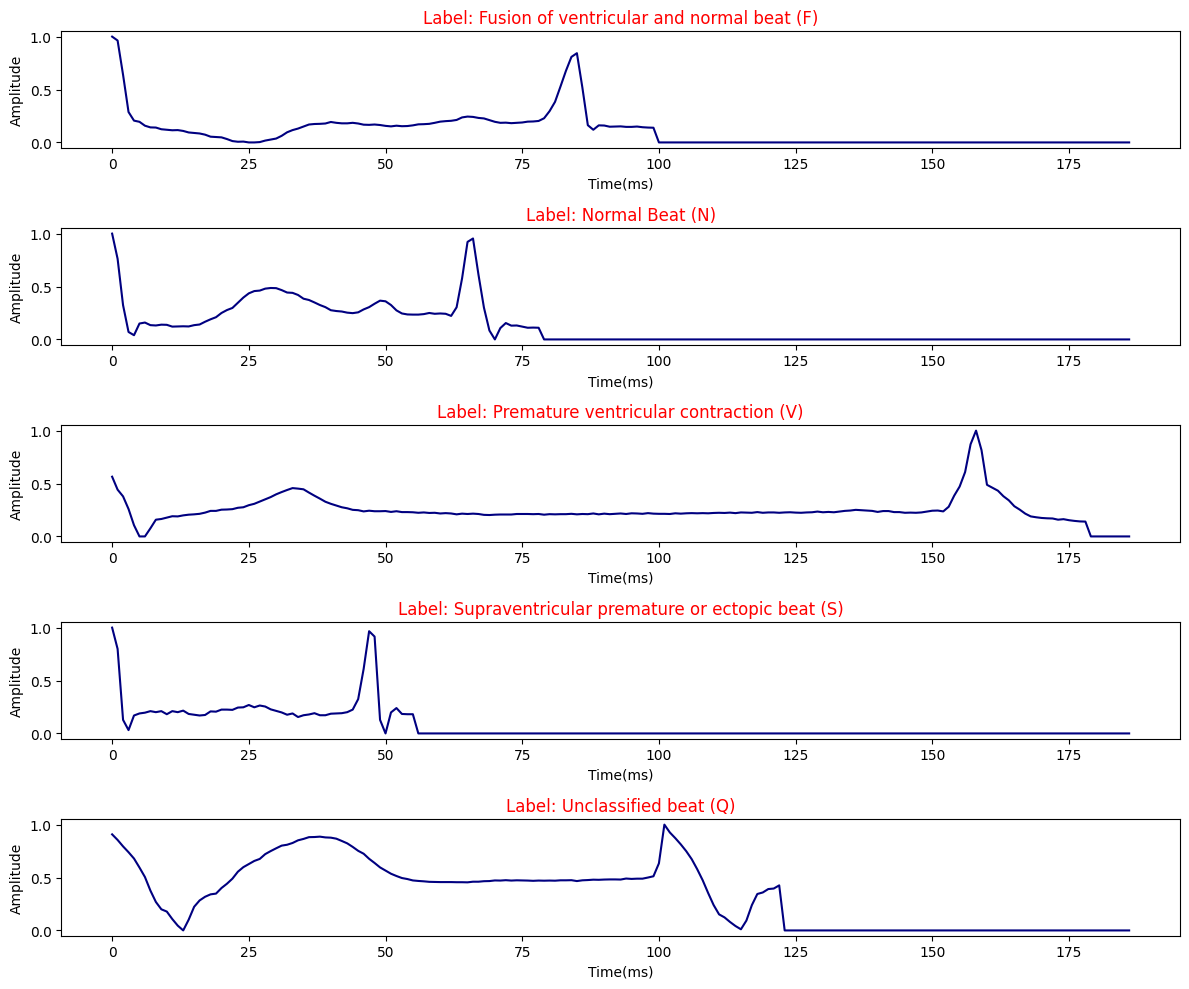 Label: Fusion of ventricular and normal beat (F)
1.0
0.5
0.0
Amplitude
0 25 50 75 100 125 150 175
Time(ms)
Label: Normal Beat (N)
1.0
0.5
0.0
Amplitude
0 25 50 75 100 125 150 175
Time(ms)
Label: Premature ventricular contraction (V)
1.0
0.5
0.0
Amplitude
0 25 50 75 100 125 150 175
Time(ms)
Label: Supraventricular premature or ectopic beat (S)
1.0
0.5
0.0
Amplitude
0 25 50 75 100 125 150 175
Time(ms)
Label: Unclassified beat (Q)
1.0
0.5
0.0
Amplitude
0 25 50 75 100 125 150 175
Time(ms)